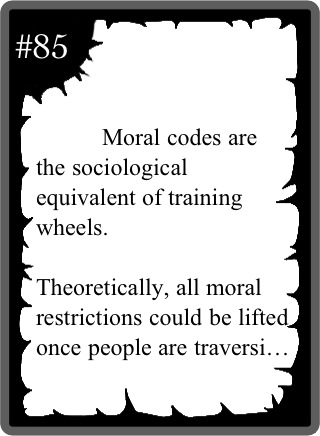 #85
Moral codes are
the sociological
equivalent of training
wheels.
Theoretically, all moral
restrictions could be lifted
once people are traversi…